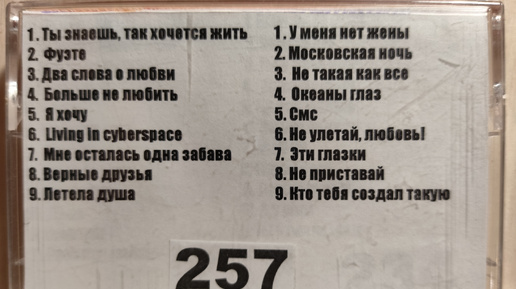 1. Ты знаешь, так хочется жить
2. Фуэте
3. Два слова о любви
4. Больше не любить
5. Я хочу
6. Living in cyberspace
7. Мне осталась одна забава
8. Верные друзья
9. Летела душа
1. У меня нет жены
2. Московская ночь
3. Не такая как все
4. Океаны глаз
5. Смс
6. Не улетай, любовь!
7. Эти глазки
8. Не приставай
9. Кто тебя создал такую
257